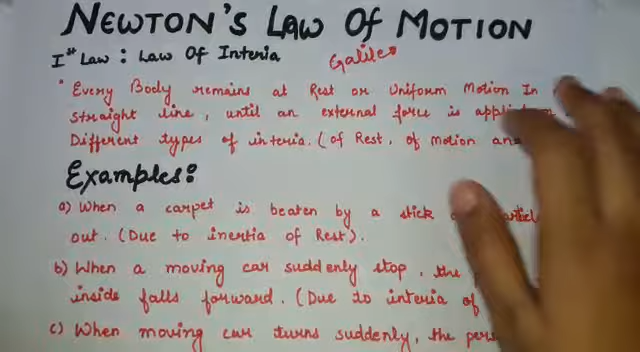 NEWTON'S LAW OF MOTION
Ist LAW : LAW OF INTERIA Galileo
EVERY BODY remains at Rest or Uniform Motion In
straight line, until an external force is
Different types of interia. (of Rest, of motion
Examples:
a) When a carpet is beaten by a stick
out. (Due to inertia of Rest).
b) When a moving car suddenly stop, the
inside falls forward. (Due to interia of
c) When moving car turns suddenly, the